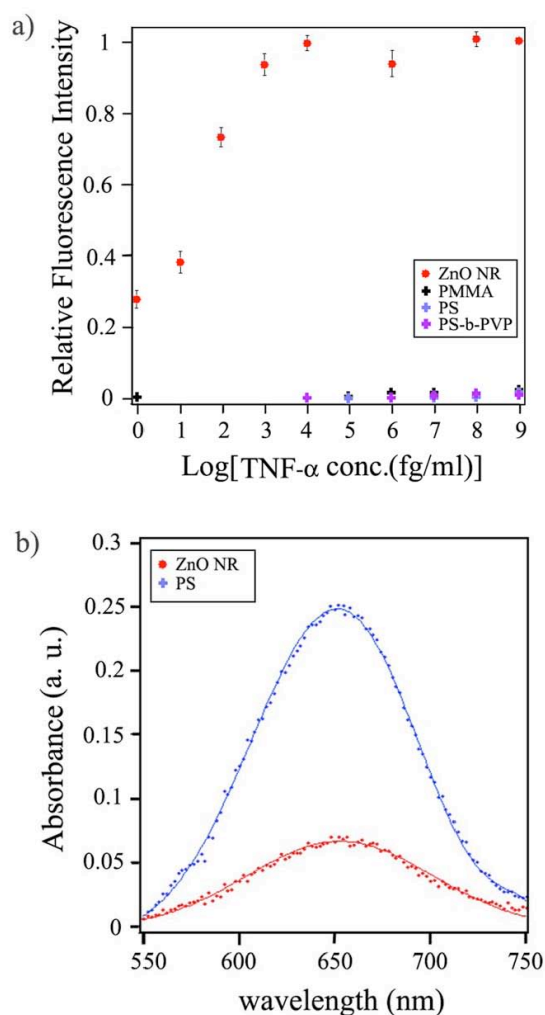 a)
Relative Fluorescence Intensity
1
0.8
0.6
0.4
0.2
0
ZnO NR
PMMA
PS
PS-b-PVP
0 1 2 3 4 5 6 7 8 9
Log[TNF-α conc.(fg/ml)]
b)
Absorbance (a. u.)
0.3
0.25
0.2
0.15
0.1
0.05
0
ZnO NR
PS
550 600 650 700 750
wavelength (nm)